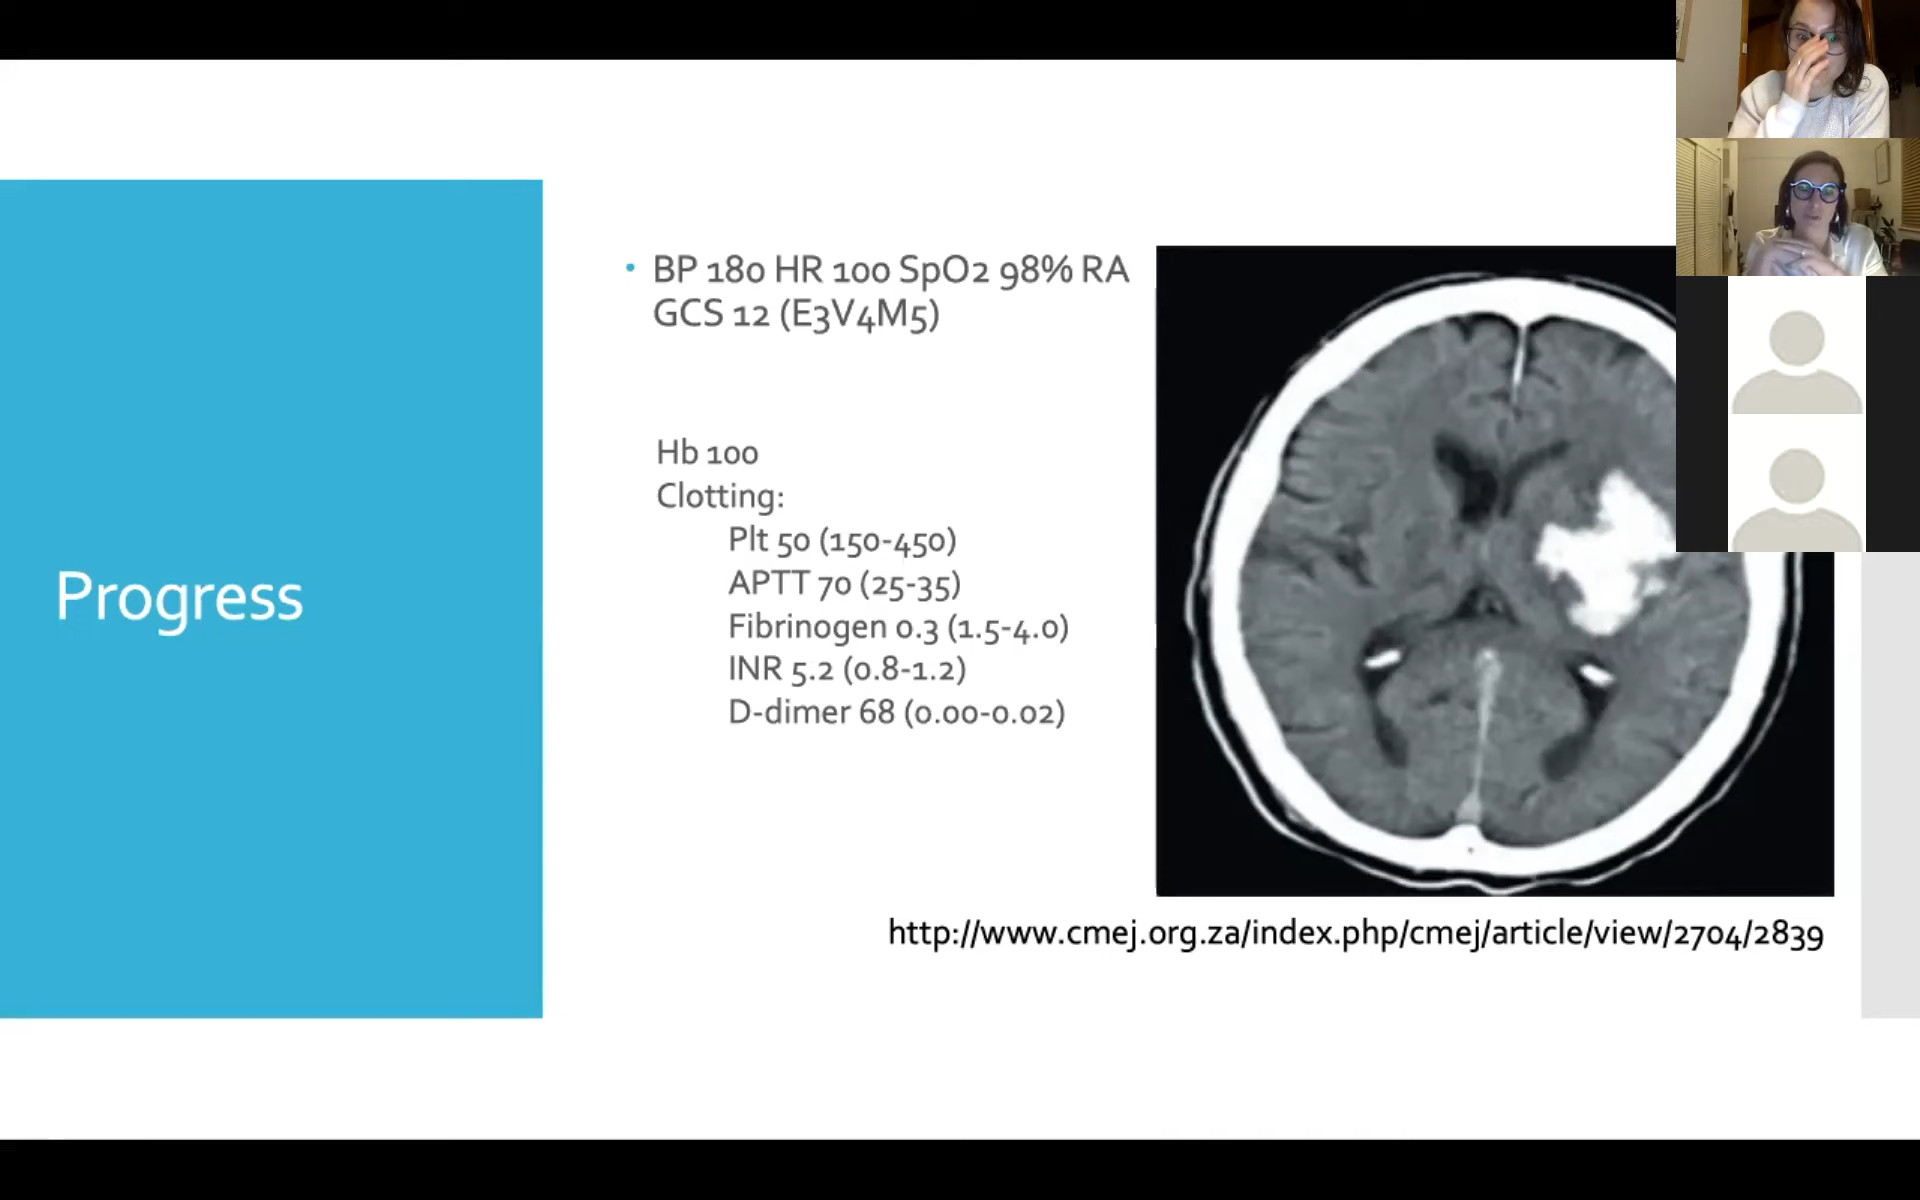 Progress
• BP 180 HR 100 SpO2 98% RA
GCS 12 (E3V4M5)
Hb 100
Clotting:
Plt 50 (150-450)
APTT 70 (25-35)
Fibrinogen 0.3 (1.5-4.0)
INR 5.2 (0.8-1.2)
D-dimer 68 (0.00-0.02)
http://www.cmej.org.za/index.php/cmej/article/view/2704/2839